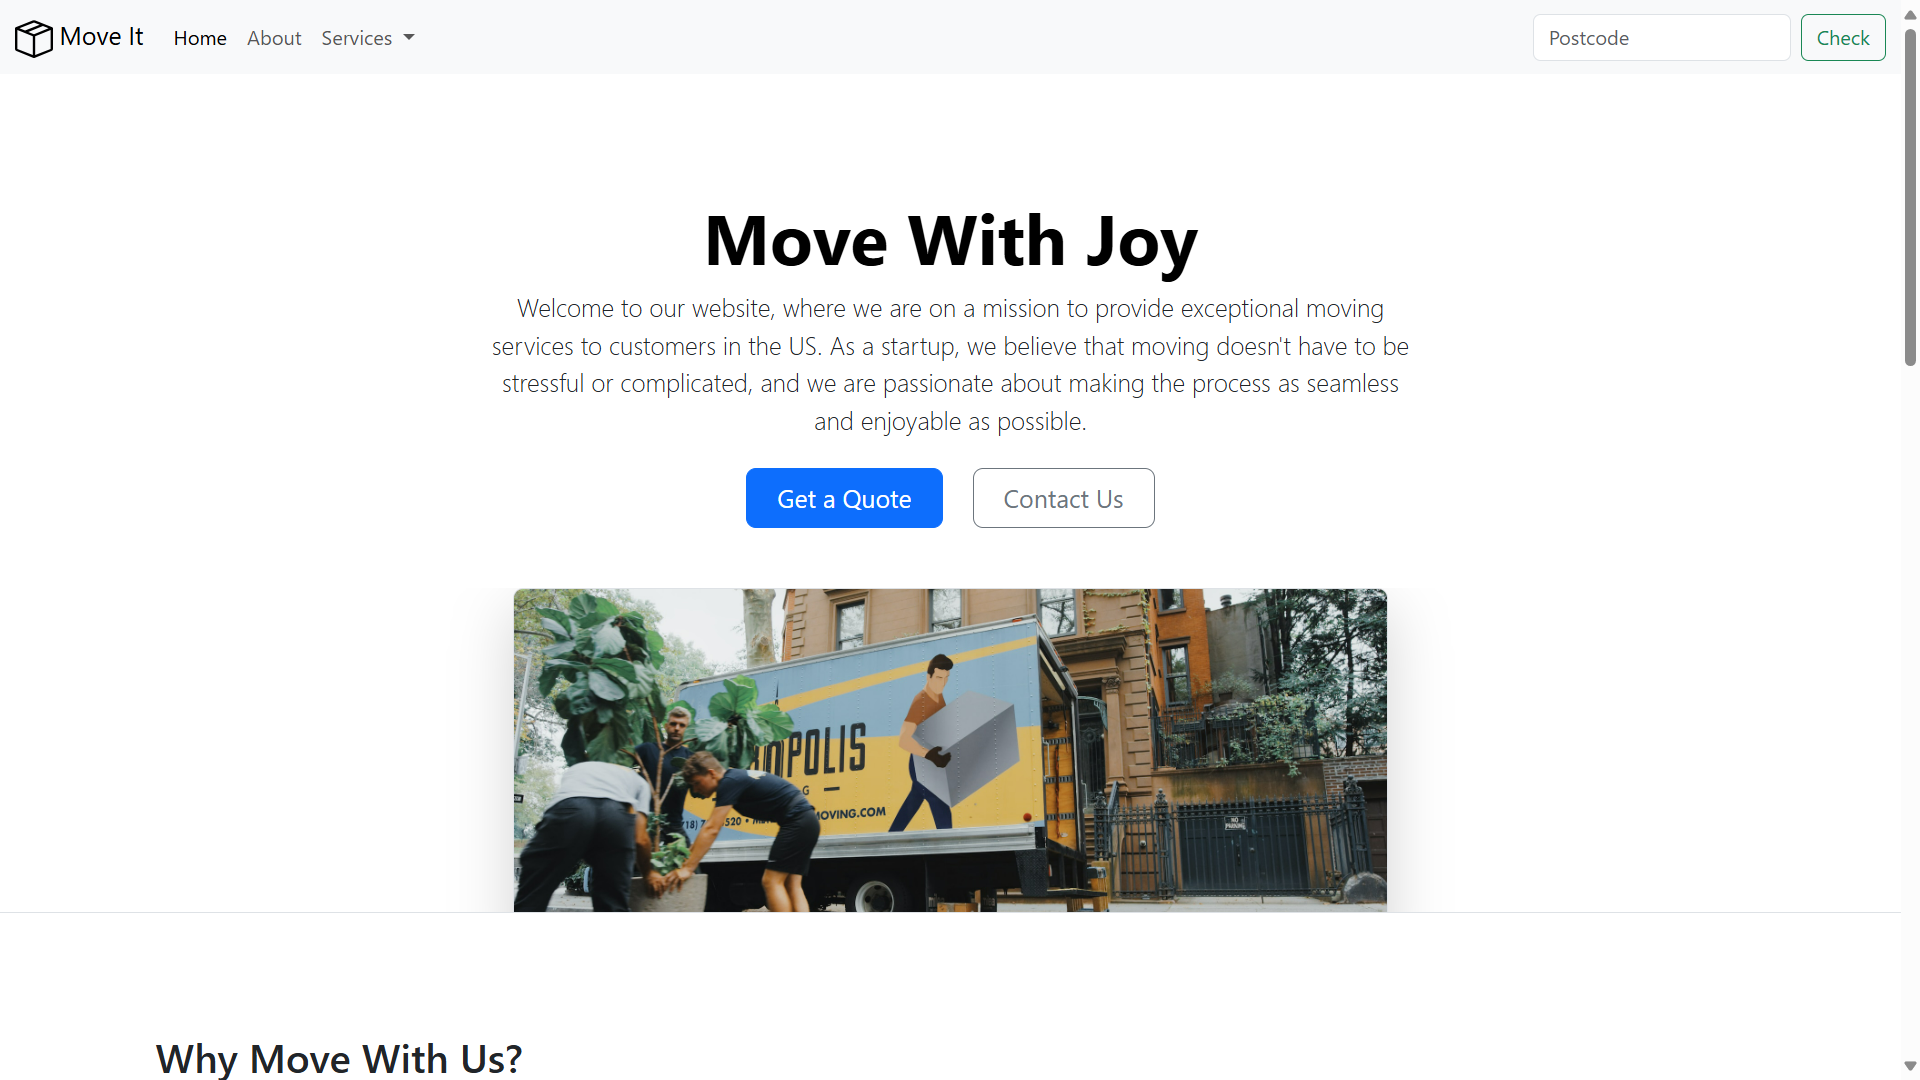 Move It
Home
About
Services
Postcode
Check
Move With Joy
Welcome to our website, where we are on a mission to provide exceptional moving
services to customers in the US. As a startup, we believe that moving doesn't have to be
stressful or complicated, and we are passionate about making the process as seamless
and enjoyable as possible.
Get a Quote
Contact Us
POLIS
MOVING.COM
NO
PARKING
Why Move With Us?